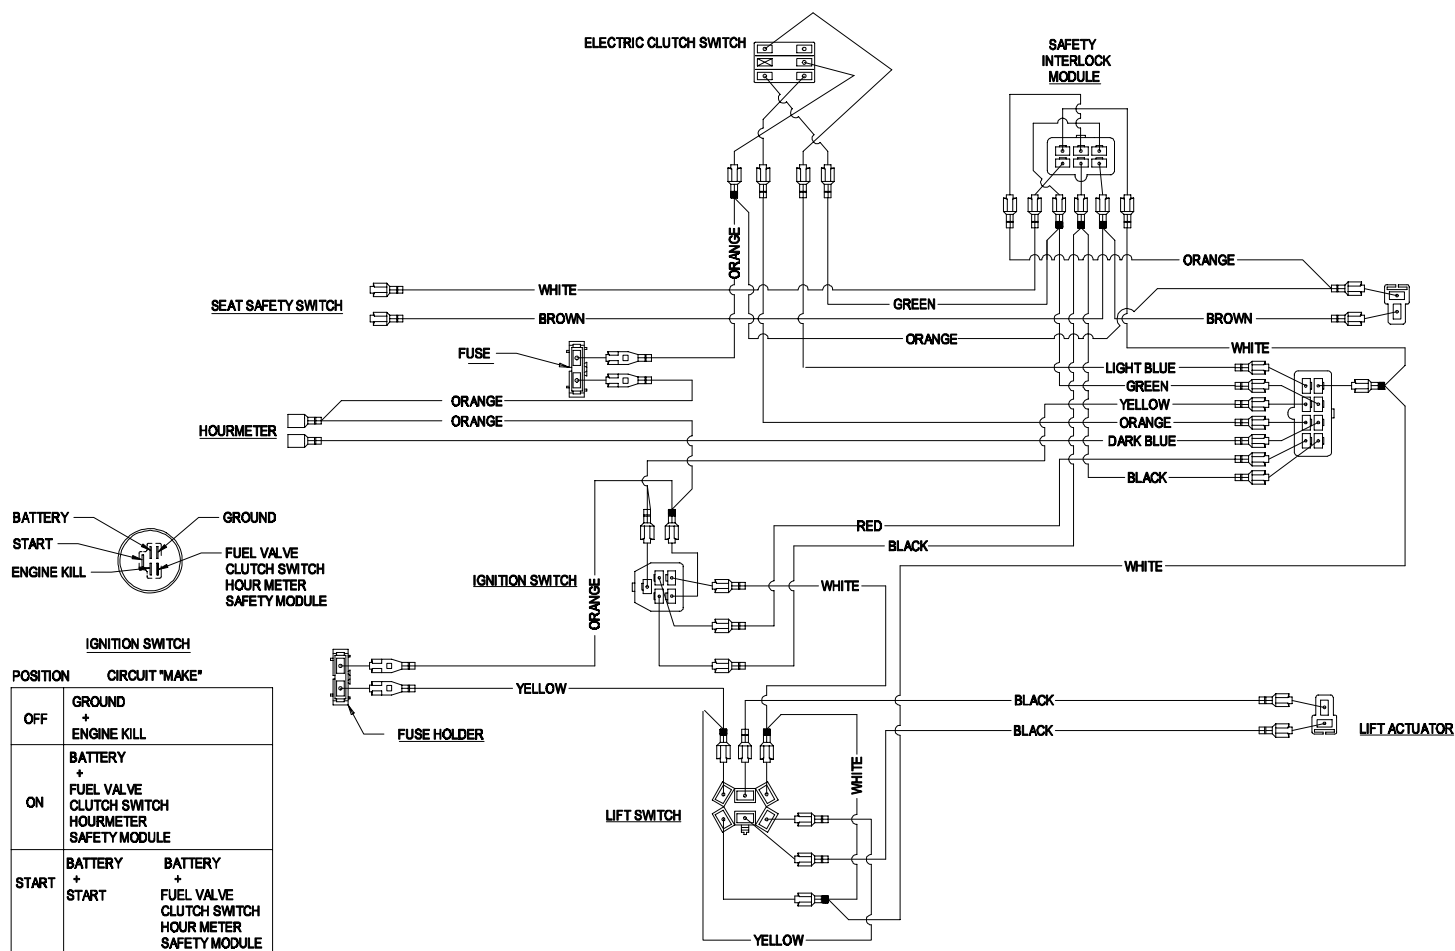 ELECTRIC CLUTCH SWITCH
SAFETY
INTERLOCK
MODULE
ORANGE
ORANGE
SEAT SAFETY SWITCH
WHITE
GREEN
BROWN
BROWN
ORANGE
WHITE
FUSE
LIGHT BLUE
GREEN
ORANGE
YELLOW
ORANGE
ORANGE
HOURMETER
DARK BLUE
BLACK
BATTERY
GROUND
START
ENGINE KILL
FUEL VALVE
CLUTCH SWITCH
HOUR METER
SAFETY MODULE
RED
BLACK
WHITE
IGNITION SWITCH
WHITE
ORANGE
IGNITION SWITCH
POSITION CIRCUIT "MAKE"
OFF
GROUND
+
ENGINE KILL
ON
BATTERY
+
FUEL VALVE
CLUTCH SWITCH
HOURMETER
SAFETY MODULE
START
BATTERY
+
START
BATTERY
+
FUEL VALVE
CLUTCH SWITCH
HOUR METER
SAFETY MODULE
YELLOW
FUSE HOLDER
BLACK
BLACK
LIFT ACTUATOR
WHITE
LIFT SWITCH
YELLOW